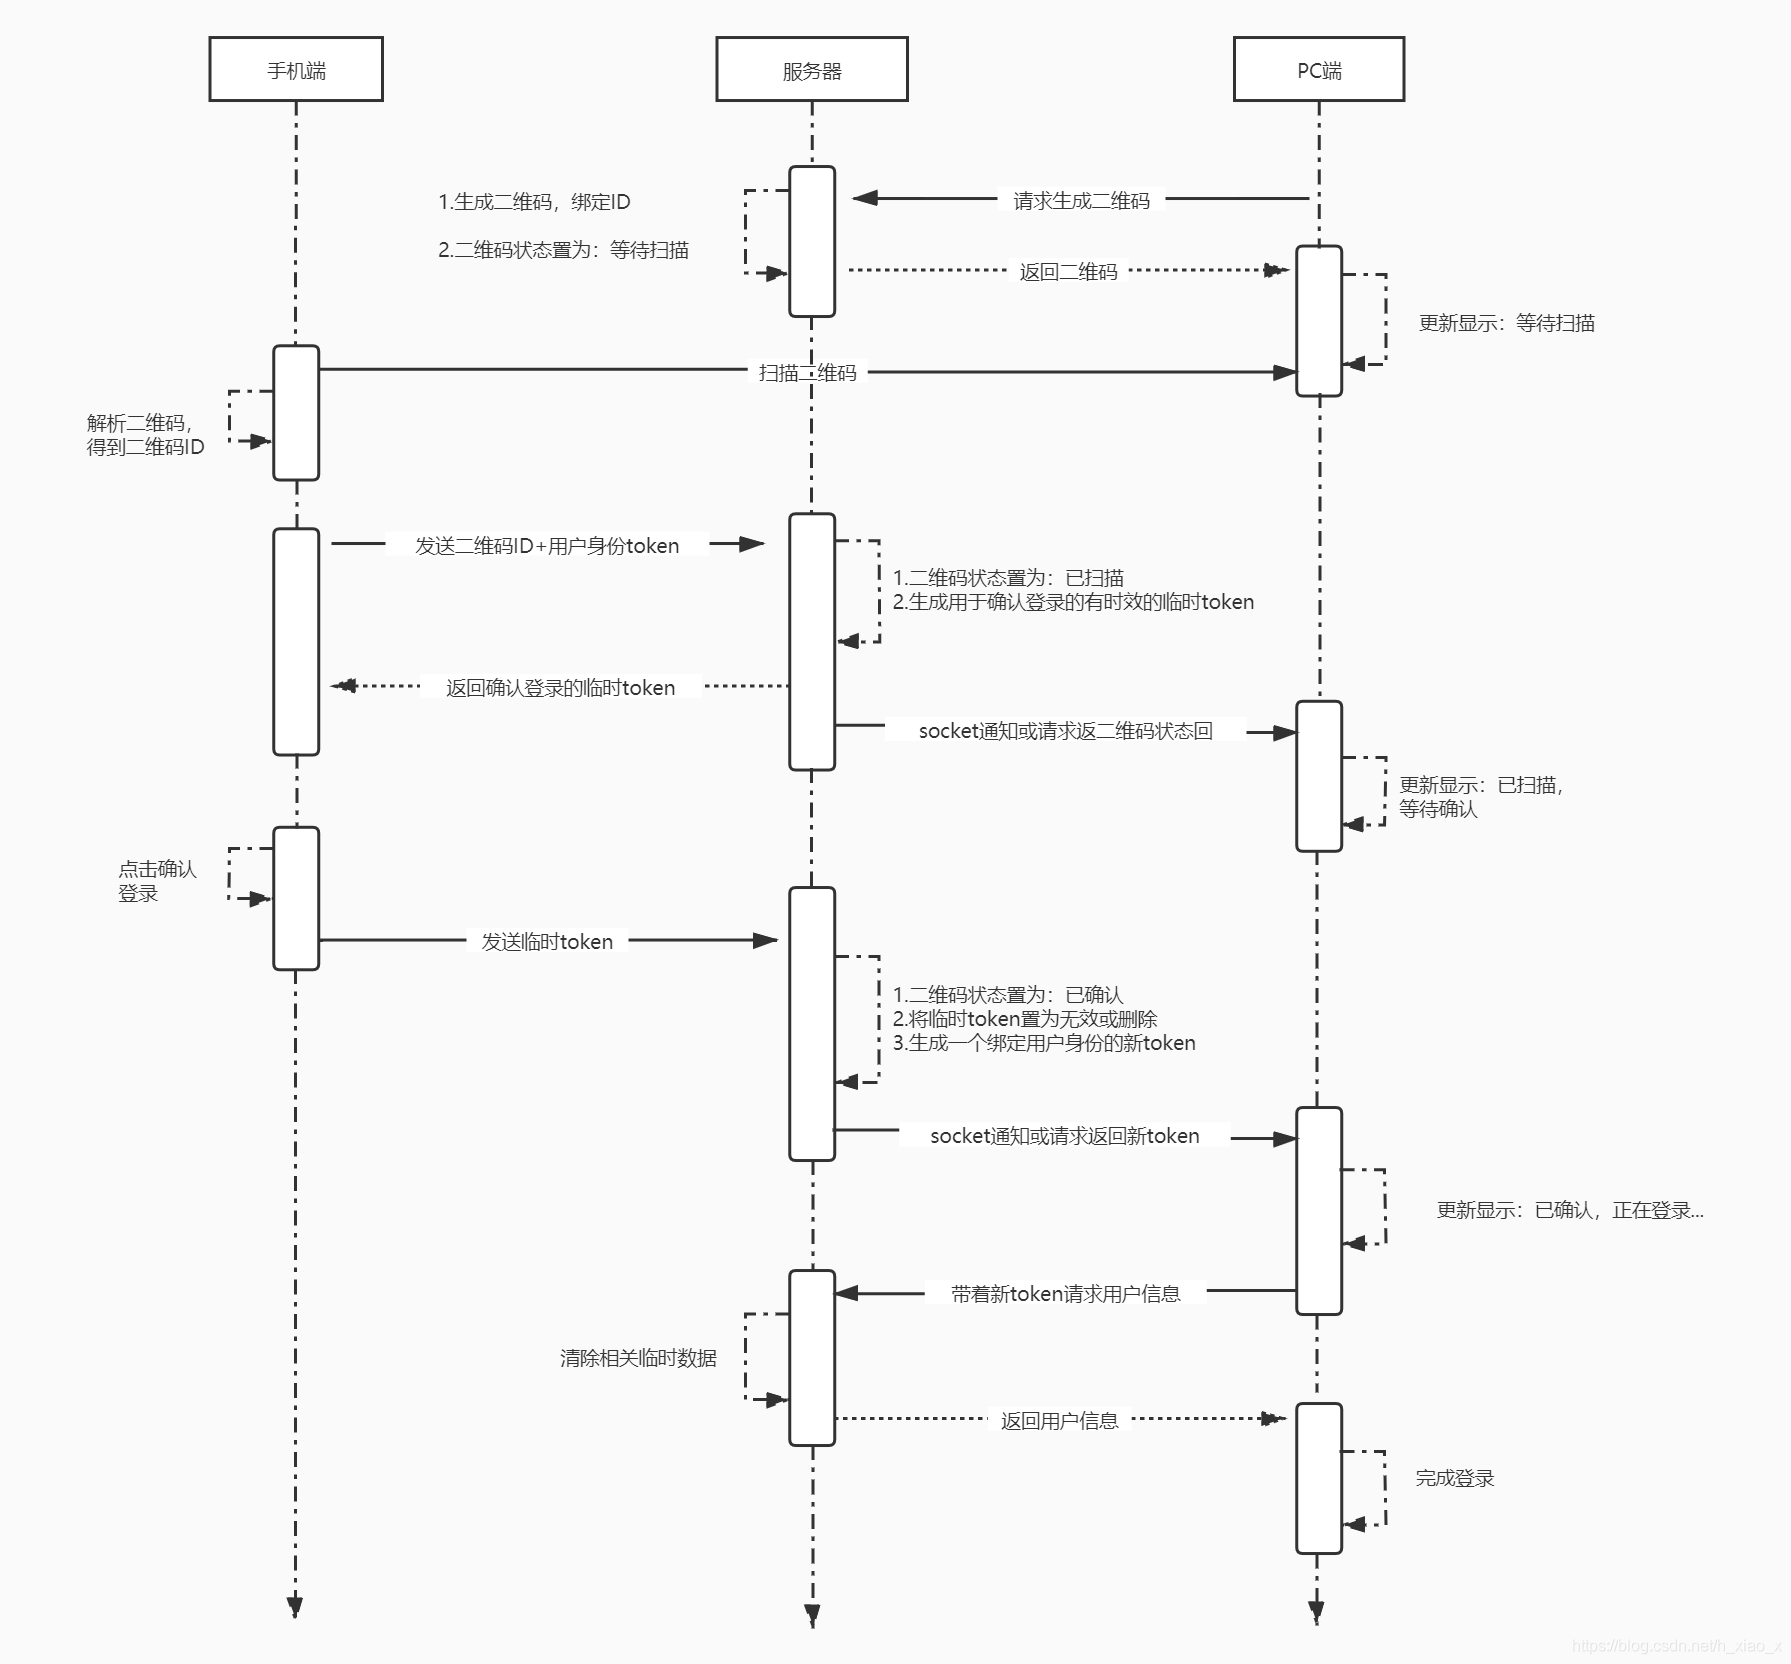 手机端
服务器
PC端
1.生成二维码，绑定ID
请求生成二维码
2.二维码状态置为：等待扫描
返回二维码
更新显示：等待扫描
扫描二维码
解析二维码，
得到二维码ID
发送二维码ID+用户身份token
1.二维码状态置为：已扫描
2.生成用于确认登录的有时效的临时token
返回确认登录的临时token
socket通知或请求返二维码状态回
更新显示：已扫描，
等待确认
点击确认
登录
发送临时token
1.二维码状态置为：已确认
2.将临时token置为无效或删除
3.生成一个绑定用户身份的新token
socket通知或请求返回新token
更新显示：已确认，正在登录...
带着新token请求用户信息
清除相关临时数据
返回用户信息
完成登录
https://blog.csdn.net/h_xiao_x